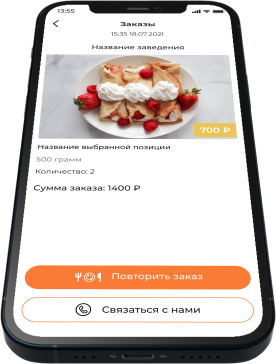 13:55
Заказы
15:35 18.07.2021
Название заведения
700 ₽
Название выбранной позиции
500 грамм
Количество: 2
Сумма заказа: 1400 ₽
Повторить заказ
Связаться с нами